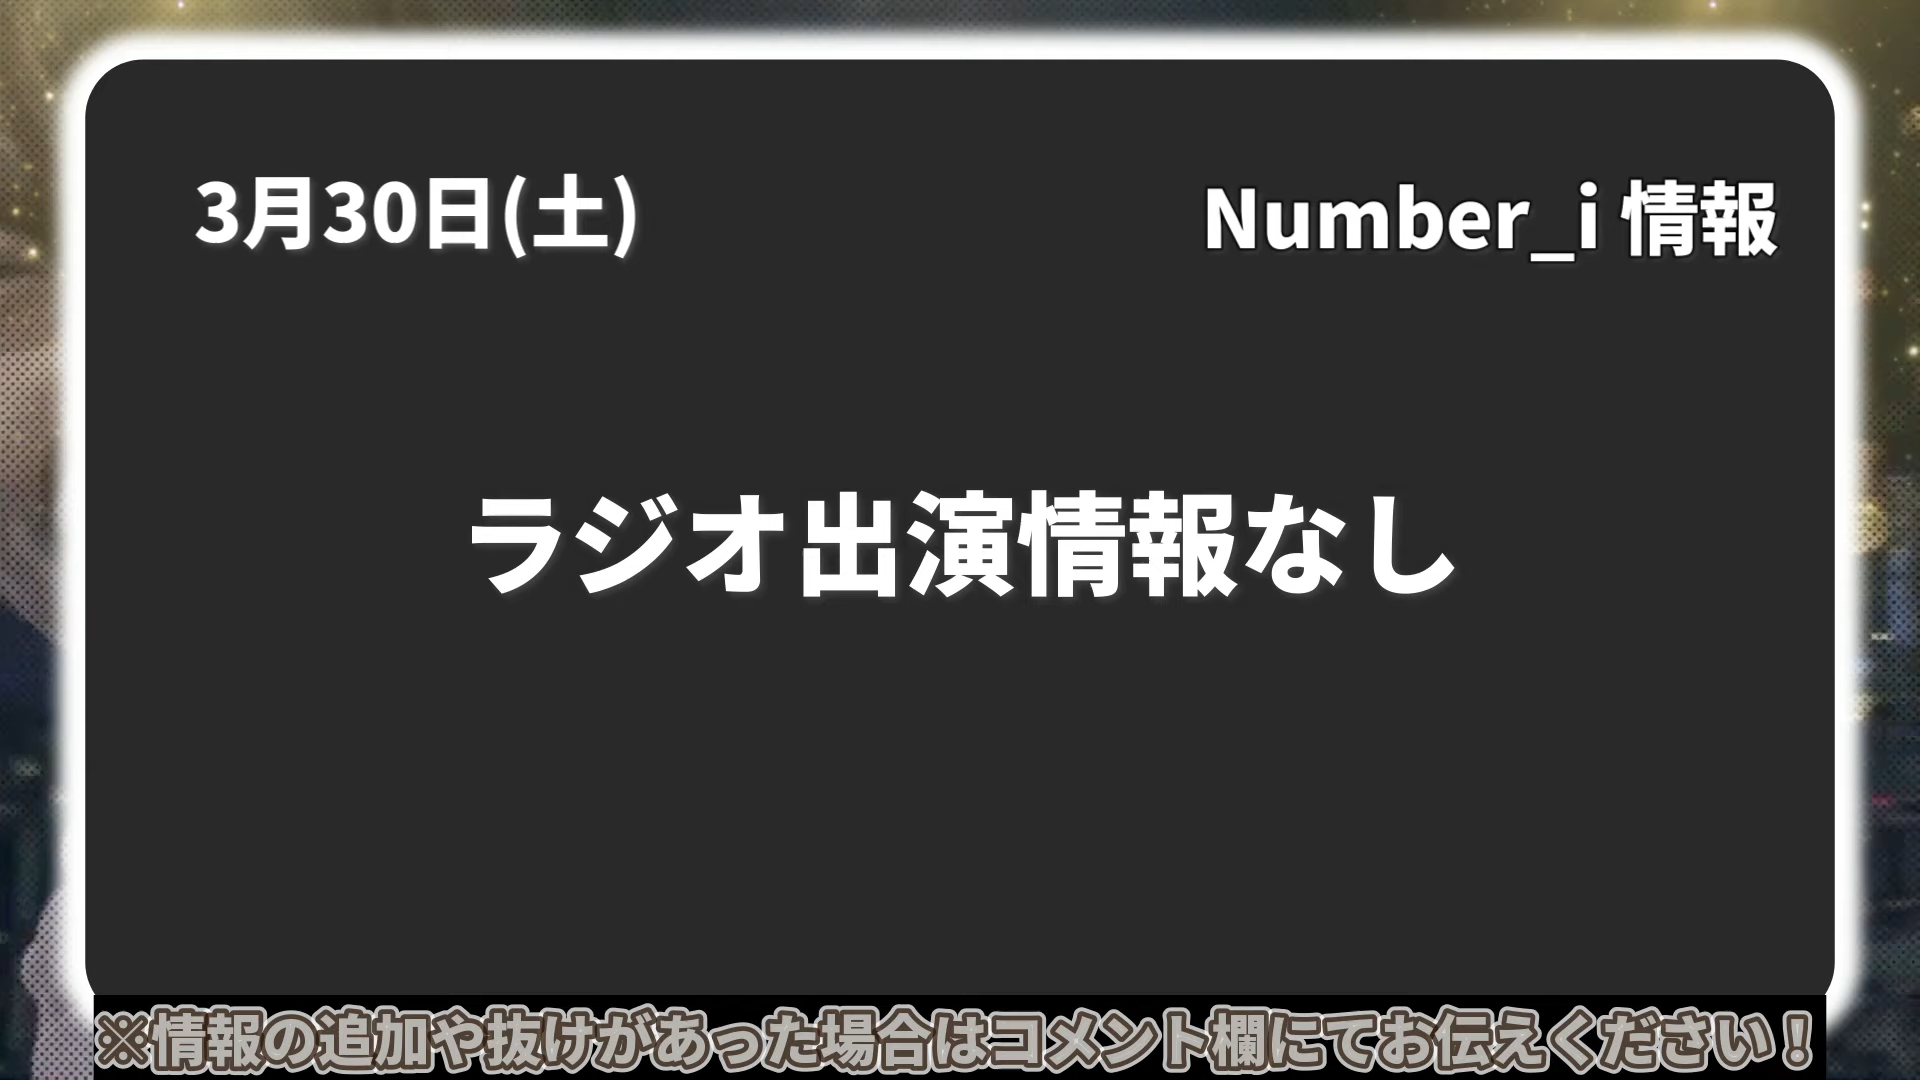 3月30日(土)
Number_i 情報
ラジオ出演情報なし
※情報の追加や抜けがあった場合はコメント欄にてお伝えください！